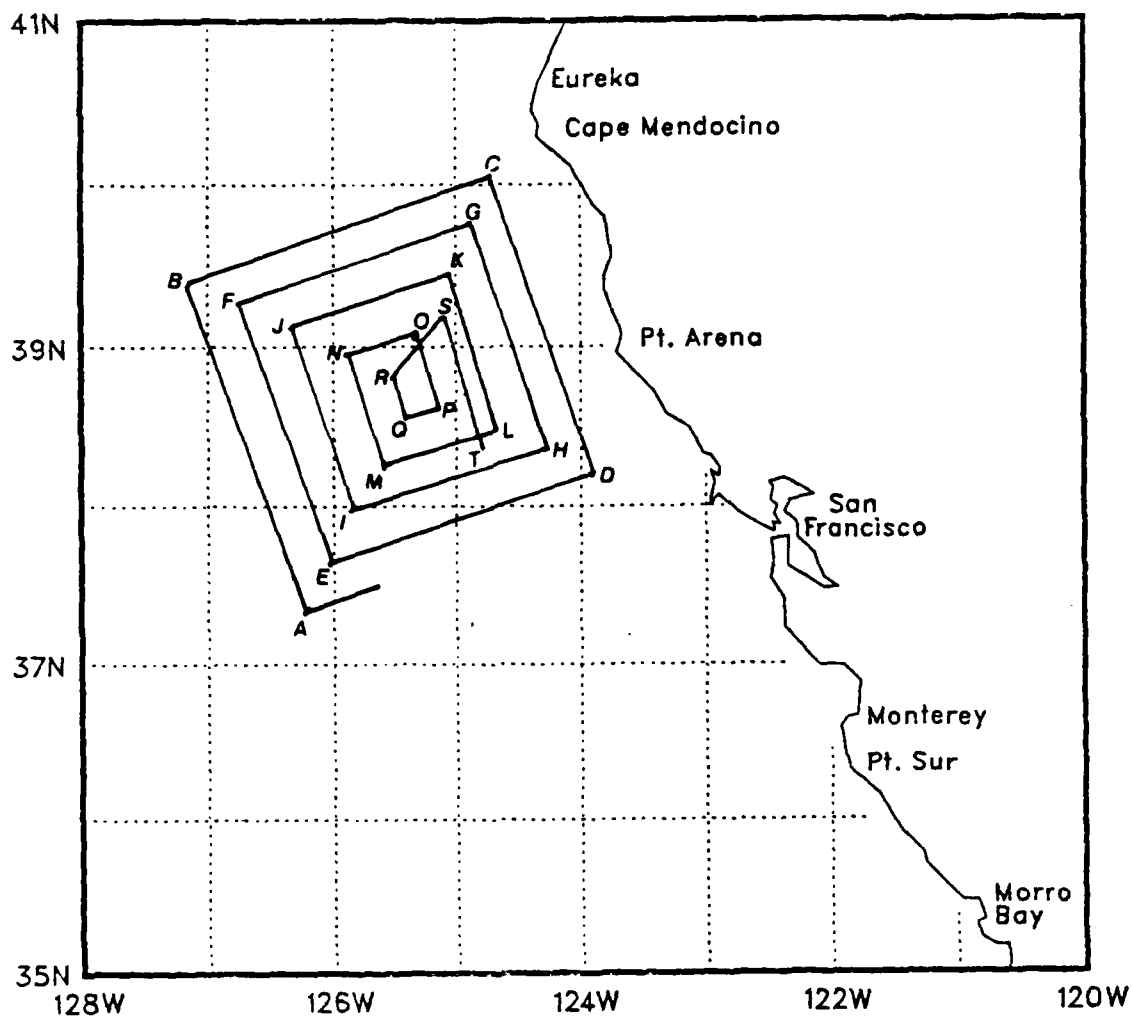 41N
Eureka
Cape Mendocino
C
G
B
F
K
J
S
O
39N
N
Pt. Arena
R
P
Q
L
T
H
M
D
I
San
Francisco
E
A
37N
Monterey
Pt. Sur
Morro
Bay
35N
128W 126W 124W 122W 120W